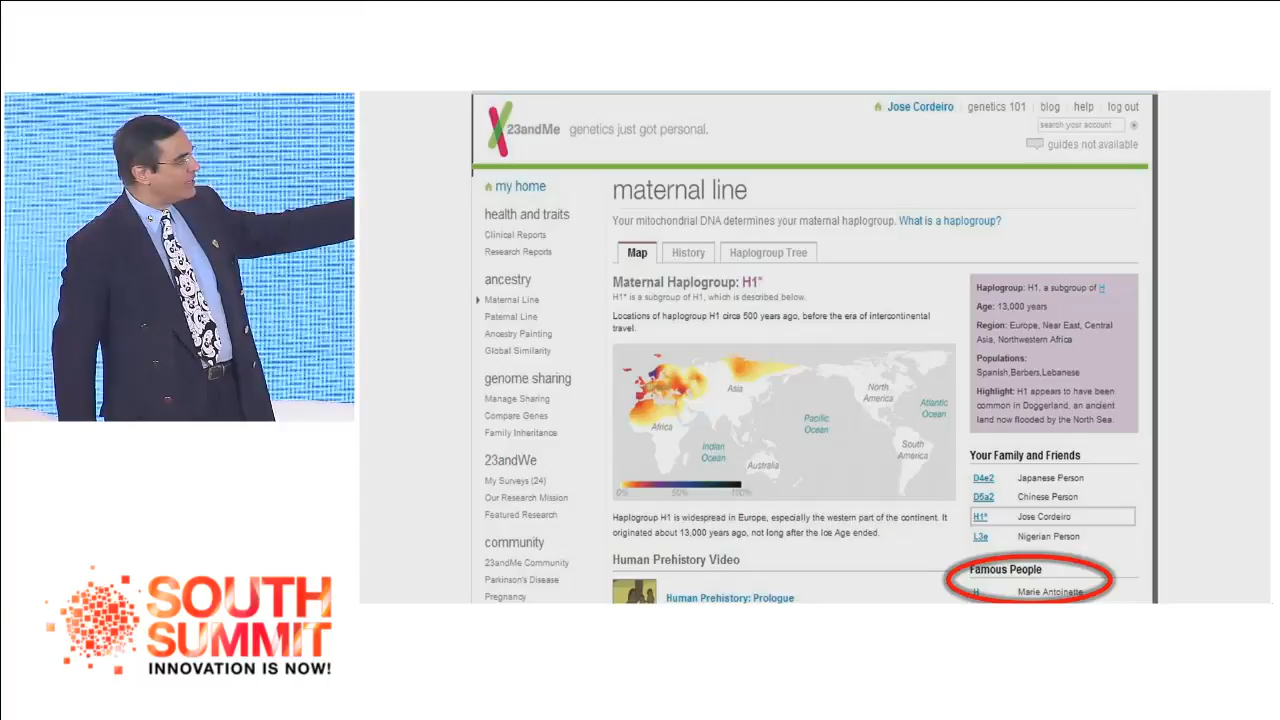 23andMe genetics just got personal.
Jose Cordeiro | genetics 101 | blog | help | log out
search your account
guides not available
my home
health and traits
Clinical Reports
Research Reports
ancestry
Maternal Line
Paternal Line
Ancestry Painting
Global Similarity
genome sharing
Manage Sharing
Compare Genes
Family Inheritance
23andWe
My Surveys (24)
Our Research Mission
Featured Research
community
23andMe Community
Parkinson's Disease
Pregnancy
maternal line
Your mitochondrial DNA determines your maternal haplogroup. What is a haplogroup?
Map
History
Haplogroup Tree
Maternal Haplogroup: H1*
H1* is a subgroup of H1, which is described below.
Locations of haplogroup H1 circa 500 years ago, before the era of intercontinental
travel.
Europe
Asia
Africa
Indian
Ocean
Australia
Pacific
Ocean
North
America
Atlantic
Ocean
South
America
0% 50% 100%
Haplogroup H1 is widespread in Europe, especially the western part of the continent. It
originated about 13,000 years ago, not long after the Ice Age ended.
Human Prehistory Video
Human Prehistory: Prologue
Haplogroup: H1, a subgroup of H
Age: 13,000 years
Region: Europe, Near East, Central
Asia, Northwestern Africa
Populations:
Spanish,Berbers,Lebanese
Highlight: H1 appears to have been
common in Doggerland, an ancient
land now flooded by the North Sea.
Your Family and Friends
D4e2 Japanese Person
D5a2 Chinese Person
H1* Jose Cordeiro
L3e Nigerian Person
Famous People
H Marie Antoinette
SOUTH
SUMMIT
INNOVATION IS NOW!